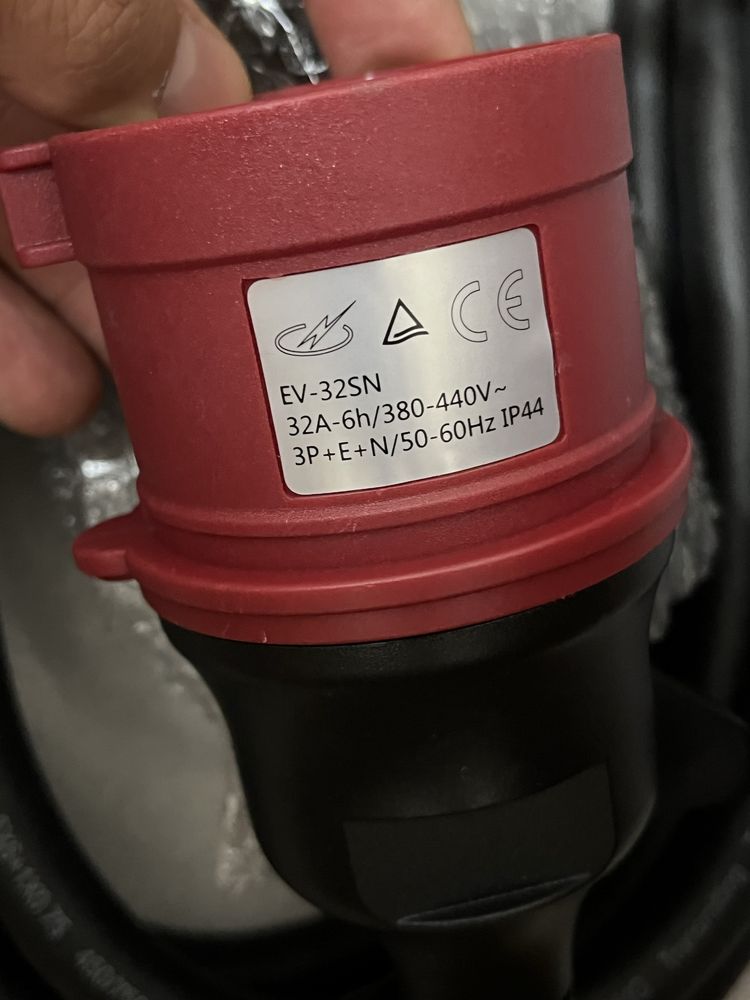 CE
EV-32SN
32A-6h/380-440V~
3P+E+N/50-60Hz IP44